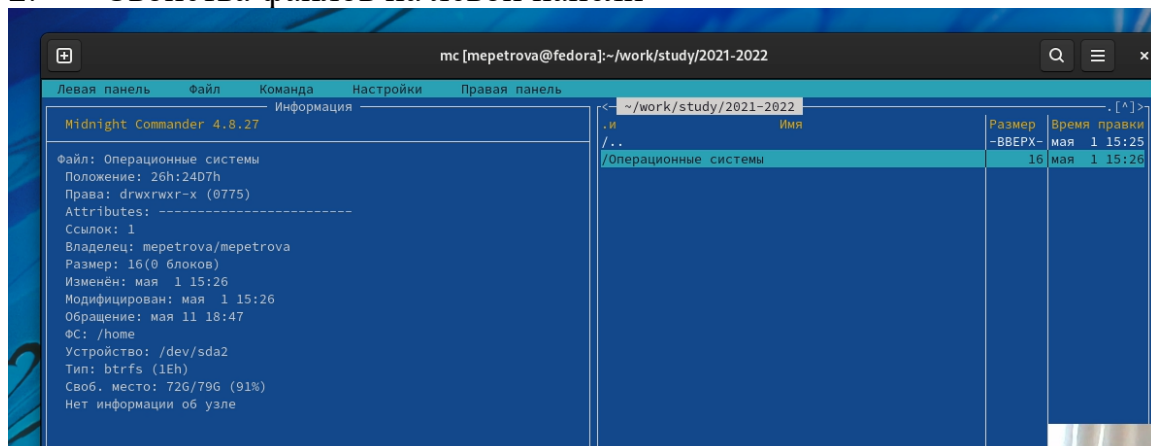 mc [mepetrova@fedora]:~/work/study/2021-2022
Левая панель Файл Команда Настройки Правая панель
Информация
Midnight Commander 4.8.27
Файл: Операционные системы
Положение: 26h:24D7h
Права: drwxrwxr-x (0775)
Attributes: -------------------------
Ссылок: 1
Владелец: mepetrova/mepetrova
Размер: 16(0 блоков)
Изменён: мая 1 15:26
Модифицирован: мая 1 15:26
Обращение: мая 11 18:47
ФС: /home
Устройство: /dev/sda2
Тип: btrfs (1Eh)
Своб. место: 72G/79G (91%)
Нет информации об узле
<- ~/work/study/2021-2022 .[^]>
.и Имя Размер Время правки
/.. -ВВЕРХ- мая 1 15:25
/Операционные системы 16 мая 1 15:26